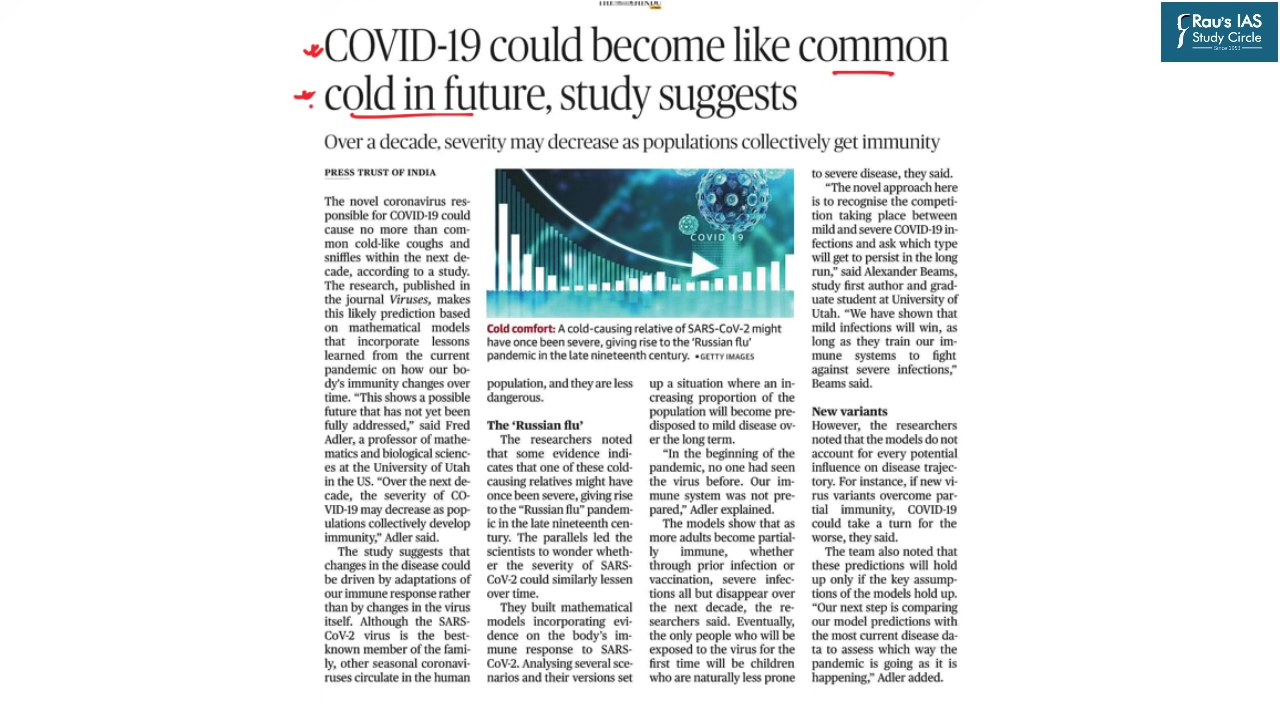 THE HINDU
Rau's IAS
Study Circle
Since 1953
COVID-19 could become like common
cold in future, study suggests
Over a decade, severity may decrease as populations collectively get immunity
PRESS TRUST OF INDIA
The novel coronavirus res-
ponsible for COVID-19 could
cause no more than com-
mon cold-like coughs and
sniffles within the next de-
cade, according to a study.
The research, published in
the journal Viruses, makes
this likely prediction based
on mathematical models
that incorporate lessons
learned from the current
pandemic on how our bo-
dy's immunity changes over
time. "This shows a possible
future that has not yet been
fully addressed," said Fred
Adler, a professor of mathe-
matics and biological scienc-
es at the University of Utah
in the US. "Over the next de-
cade, the severity of CO-
VID-19 may decrease as pop-
ulations collectively develop
immunity," Adler said.
The study suggests that
changes in the disease could
be driven by adaptations of
our immune response rather
than by changes in the virus
itself. Although the SARS-
CoV-2 virus is the best-
known member of the fami-
ly, other seasonal coronavi-
ruses circulate in the human
COVID 19
Cold comfort: A cold-causing relative of SARS-CoV-2 might
have once been severe, giving rise to the 'Russian flu'
pandemic in the late nineteenth century. ▪GETTY IMAGES
population, and they are less
dangerous.
The 'Russian flu'
The researchers noted
that some evidence indi-
cates that one of these cold-
causing relatives might have
once been severe, giving rise
to the "Russian flu" pandem-
ic in the late nineteenth cen-
tury. The parallels led the
scientists to wonder wheth-
er the severity of SARS-
CoV-2 could similarly lessen
over time.
They built mathematical
models incorporating evi-
dence on the body's im-
mune response to SARS-
CoV-2. Analysing several sce-
narios and their versions set
up a situation where an in-
creasing proportion of the
population will become pre-
disposed to mild disease ov-
er the long term.
"In the beginning of the
pandemic, no one had seen
the virus before. Our im-
mune system was not pre-
pared," Adler explained.
The models show that as
more adults become partial-
ly immune, whether
through prior infection or
vaccination, severe infec-
tions all but disappear over
the next decade, the re-
searchers said. Eventually,
the only people who will be
exposed to the virus for the
first time will be children
who are naturally less prone
to severe disease, they said.
"The novel approach here
is to recognise the competi-
tion taking place between
mild and severe COVID-19 in-
fections and ask which type
will get to persist in the long
run," said Alexander Beams,
study first author and grad-
uate student at University of
Utah. "We have shown that
mild infections will win, as
long as they train our im-
mune systems to fight
against severe infections,"
Beams said.
New variants
However, the researchers
noted that the models do not
account for every potential
influence on disease trajec-
tory. For instance, if new vi-
rus variants overcome par-
tial immunity, COVID-19
could take a turn for the
worse, they said.
The team also noted that
these predictions will hold
up only if the key assump-
tions of the models hold up.
"Our next step is comparing
our model predictions with
the most current disease da-
ta to assess which way the
pandemic is going as it is
happening," Adler added.